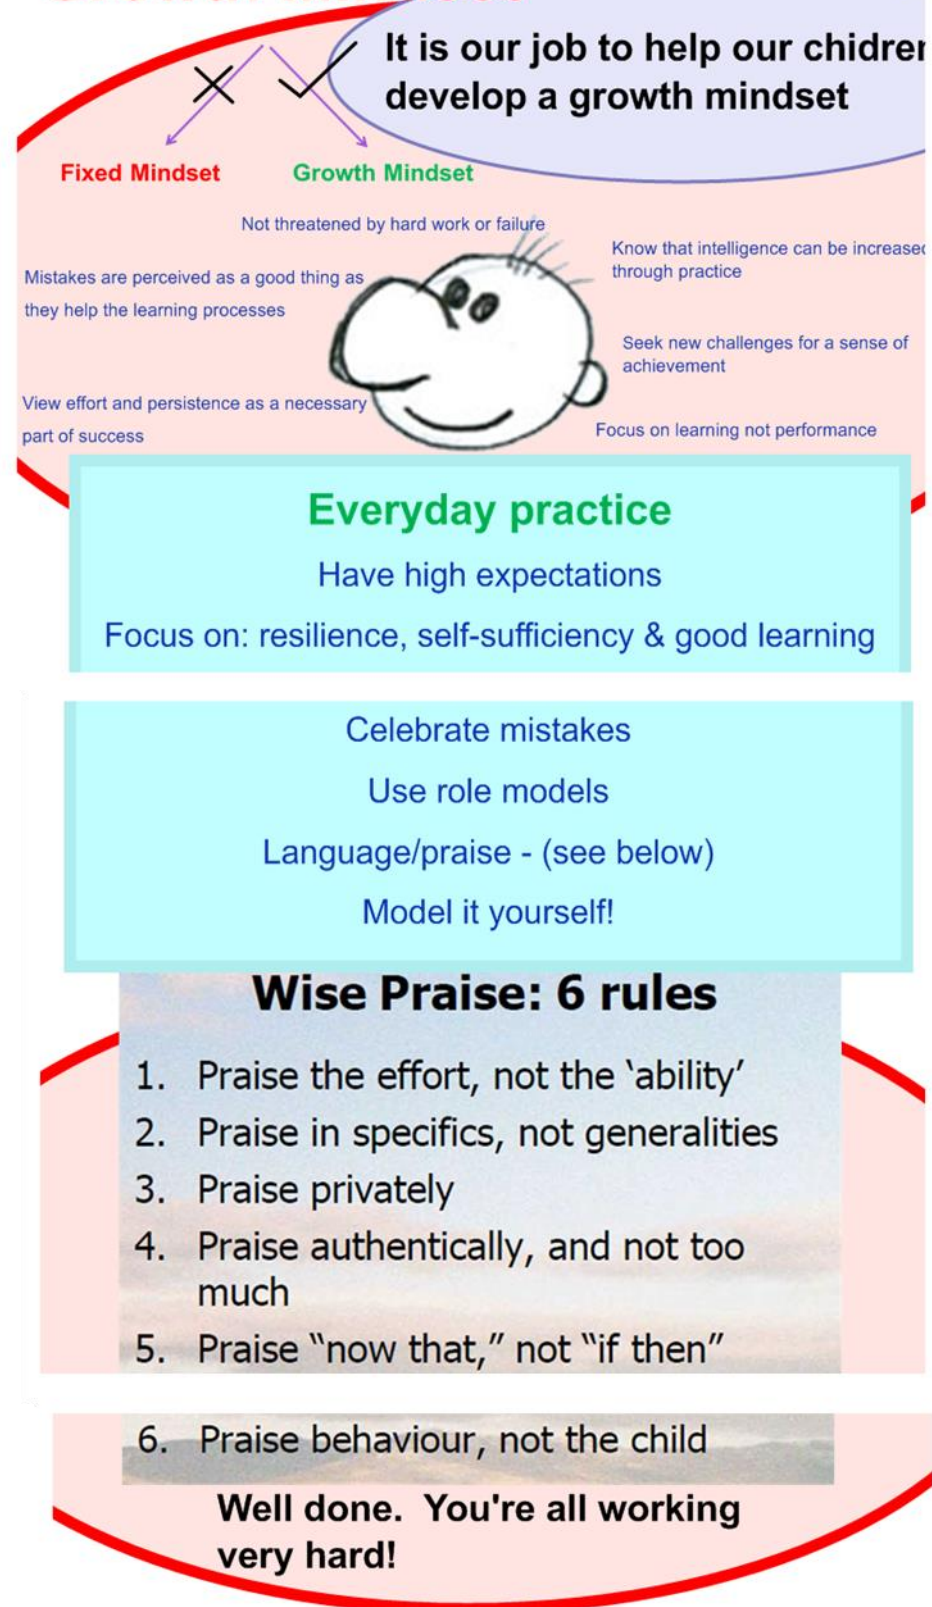 It is our job to help our chidren
develop a growth mindset
Fixed Mindset
Growth Mindset
Not threatened by hard work or failure
Know that intelligence can be increased
through practice
Mistakes are perceived as a good thing as
they help the learning processes
Seek new challenges for a sense of
achievement
View effort and persistence as a necessary
part of success
Focus on learning not performance
Everyday practice
Have high expectations
Focus on: resilience, self-sufficiency & good learning
Celebrate mistakes
Use role models
Language/praise - (see below)
Model it yourself!
Wise Praise: 6 rules
1. Praise the effort, not the ‘ability’
2. Praise in specifics, not generalities
3. Praise privately
4. Praise authentically, and not too
much
5. Praise “now that,” not “if then”
6. Praise behaviour, not the child
Well done. You're all working
very hard!